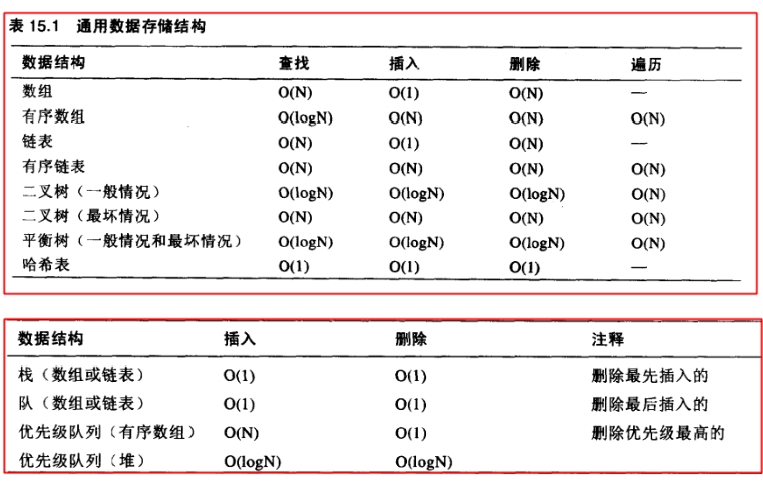 表 15.1 通用数据存储结构
数据结构 查找 插入 删除 遍历
数组 O(N) O(1) O(N) —
有序数组 O(logN) O(N) O(N) O(N)
链表 O(N) O(1) O(N) —
有序链表 O(N) O(N) O(N) O(N)
二叉树（一般情况） O(logN) O(logN) O(logN) O(N)
二叉树（最坏情况） O(N) O(N) O(N) O(N)
平衡树（一般情况和最坏情况） O(logN) O(logN) O(logN) O(N)
哈希表 O(1) O(1) O(1) —
数据结构 插入 删除 注释
栈（数组或链表） O(1) O(1) 删除最先插入的
队（数组或链表） O(1) O(1) 删除最后插入的
优先级队列（有序数组） O(N) O(1) 删除优先级最高的
优先级队列（堆） O(logN) O(logN)